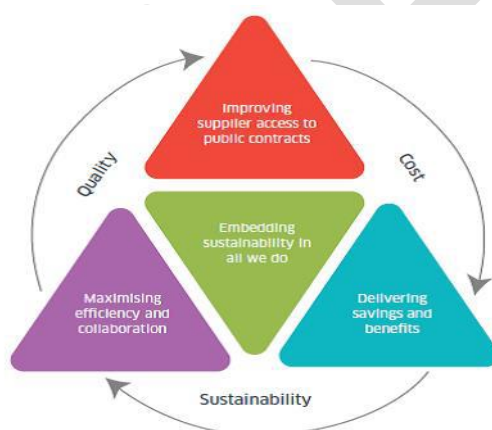 Improving
supplier access to
public contracts
Quality
Cost
Embedding
sustainability in
all we do
Maximising
efficiency and
collaboration
Delivering
savings and
benefits
Sustainability